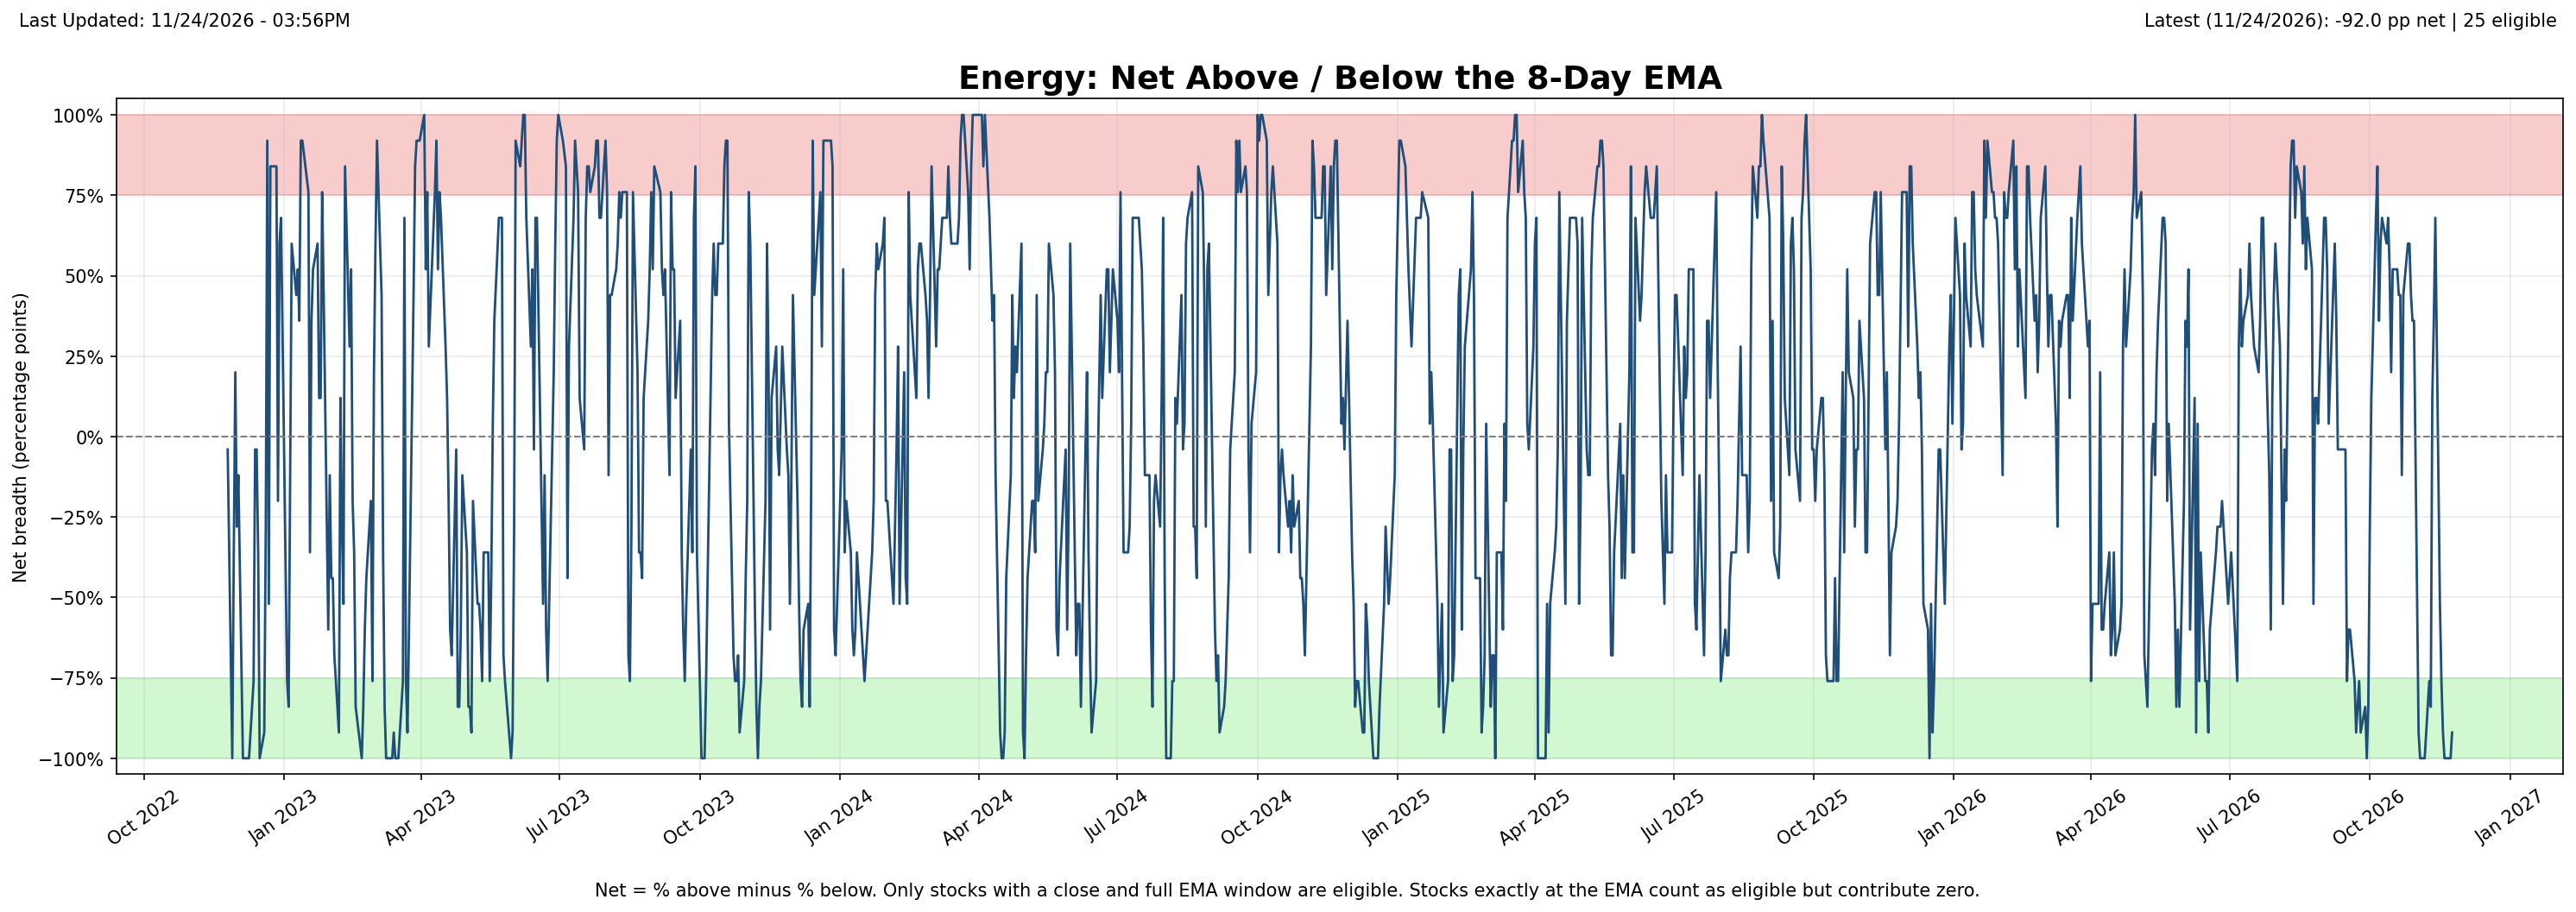 Last Updated: 11/24/2026 - 03:56PM
Latest (11/24/2026): -92.0 pp net | 25 eligible
Energy: Net Above / Below the 8-Day EMA
Net breadth (percentage points)
100%
75%
50%
25%
0%
−25%
−50%
−75%
−100%
Oct 2022
Jan 2023
Apr 2023
Jul 2023
Oct 2023
Jan 2024
Apr 2024
Jul 2024
Oct 2024
Jan 2025
Apr 2025
Jul 2025
Oct 2025
Jan 2026
Apr 2026
Jul 2026
Oct 2026
Jan 2027
Net = % above minus % below. Only stocks with a close and full EMA window are eligible. Stocks exactly at the EMA count as eligible but contribute zero.